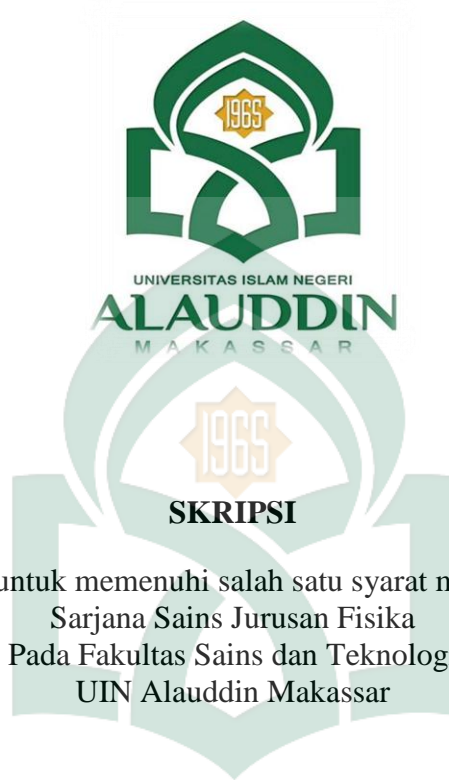 1965
UNIVERSITAS ISLAM NEGERI
ALAUDDIN
MAKASSAR
1965
SKRIPSI
untuk memenuhi salah satu syarat
Sarjana Sains Jurusan Fisika
Pada Fakultas Sains dan Teknolog
UIN Alauddin Makassar